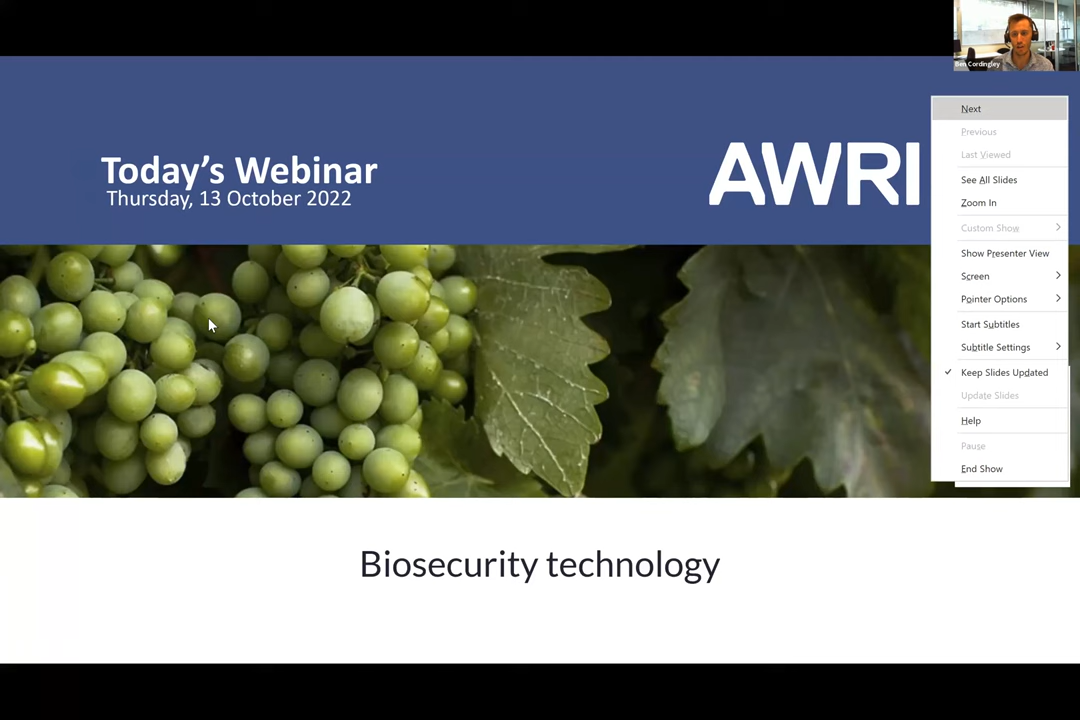 Ben Cordingley
Today's Webinar
Thursday, 13 October 2022
AWRI
Next
Previous
Last Viewed
See All Slides
Zoom In
Custom Show
Show Presenter View
Screen
Pointer Options
Start Subtitles
Subtitle Settings
Keep Slides Updated
Update Slides
Help
Pause
End Show
Biosecurity technology